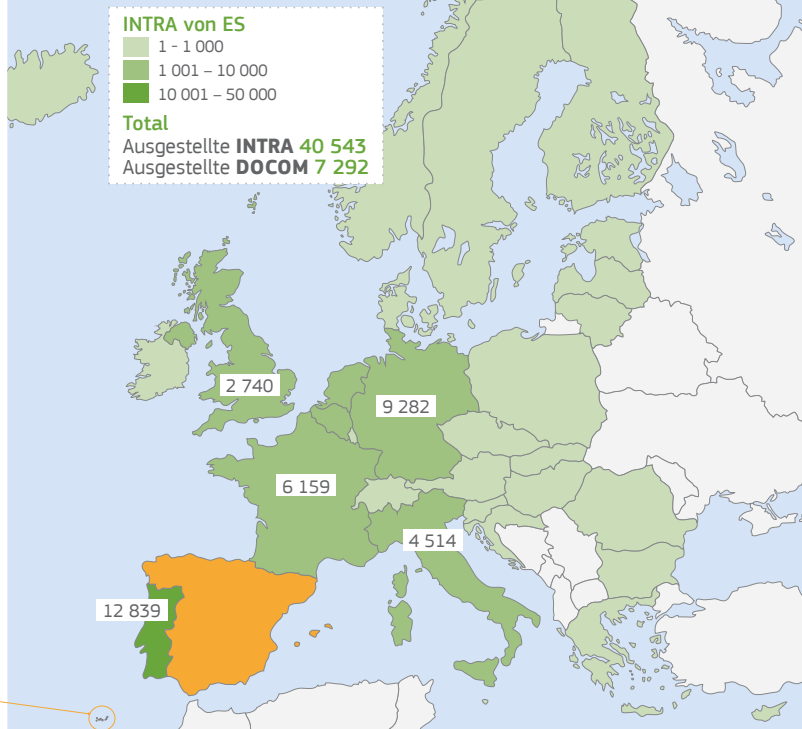 INTRA von ES
1 - 1 000
1 001 – 10 000
10 001 – 50 000
Total
Ausgestellte INTRA 40 543
Ausgestellte DOCOM 7 292
2 740
9 282
6 159
4 514
12 839